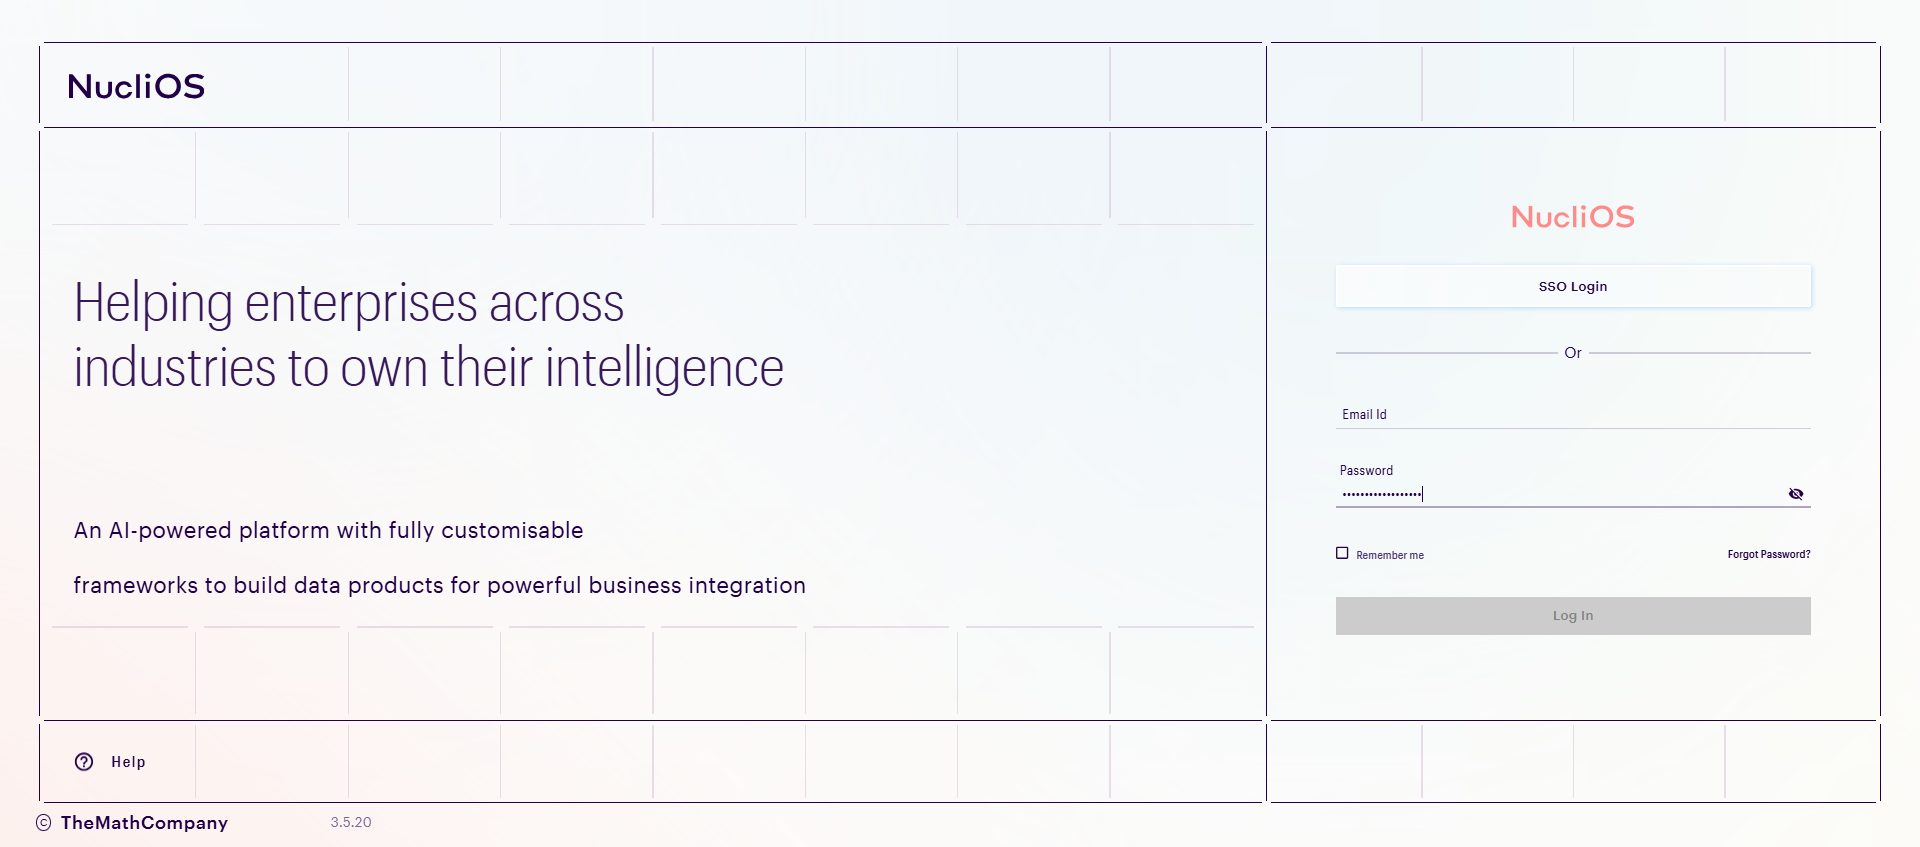 NucliOS
Helping enterprises across
industries to own their intelligence
An AI-powered platform with fully customisable
frameworks to build data products for powerful business integration
NucliOS
SSO Login
Or
Email Id
Password
••••••••••••••••••
Remember me
Forgot Password?
Log In
Help
© TheMathCompany
3.5.20